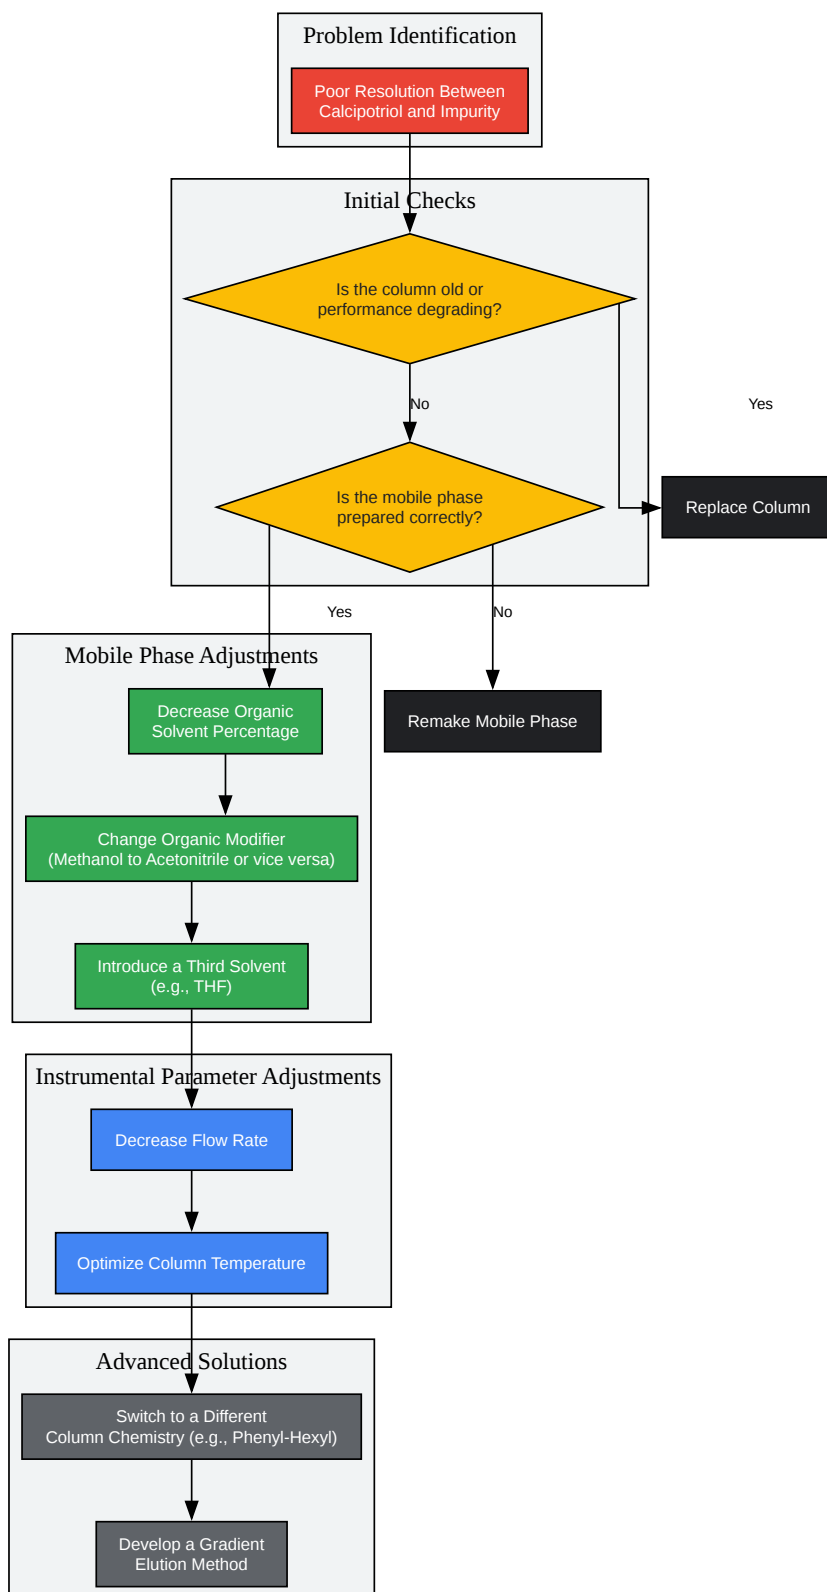 Problem Identification
Poor Resolution Between
Calcipotriol and Impurity
Initial Checks
Is the column old or
performance degrading?
No
Yes
Is the mobile phase
prepared correctly?
Replace Column
Yes
No
Mobile Phase Adjustments
Decrease Organic
Solvent Percentage
Remake Mobile Phase
Change Organic Modifier
(Methanol to Acetonitrile or vice versa)
Introduce a Third Solvent
(e.g., THF)
Instrumental Parameter Adjustments
Decrease Flow Rate
Optimize Column Temperature
Advanced Solutions
Switch to a Different
Column Chemistry (e.g., Phenyl-Hexyl)
Develop a Gradient
Elution Method